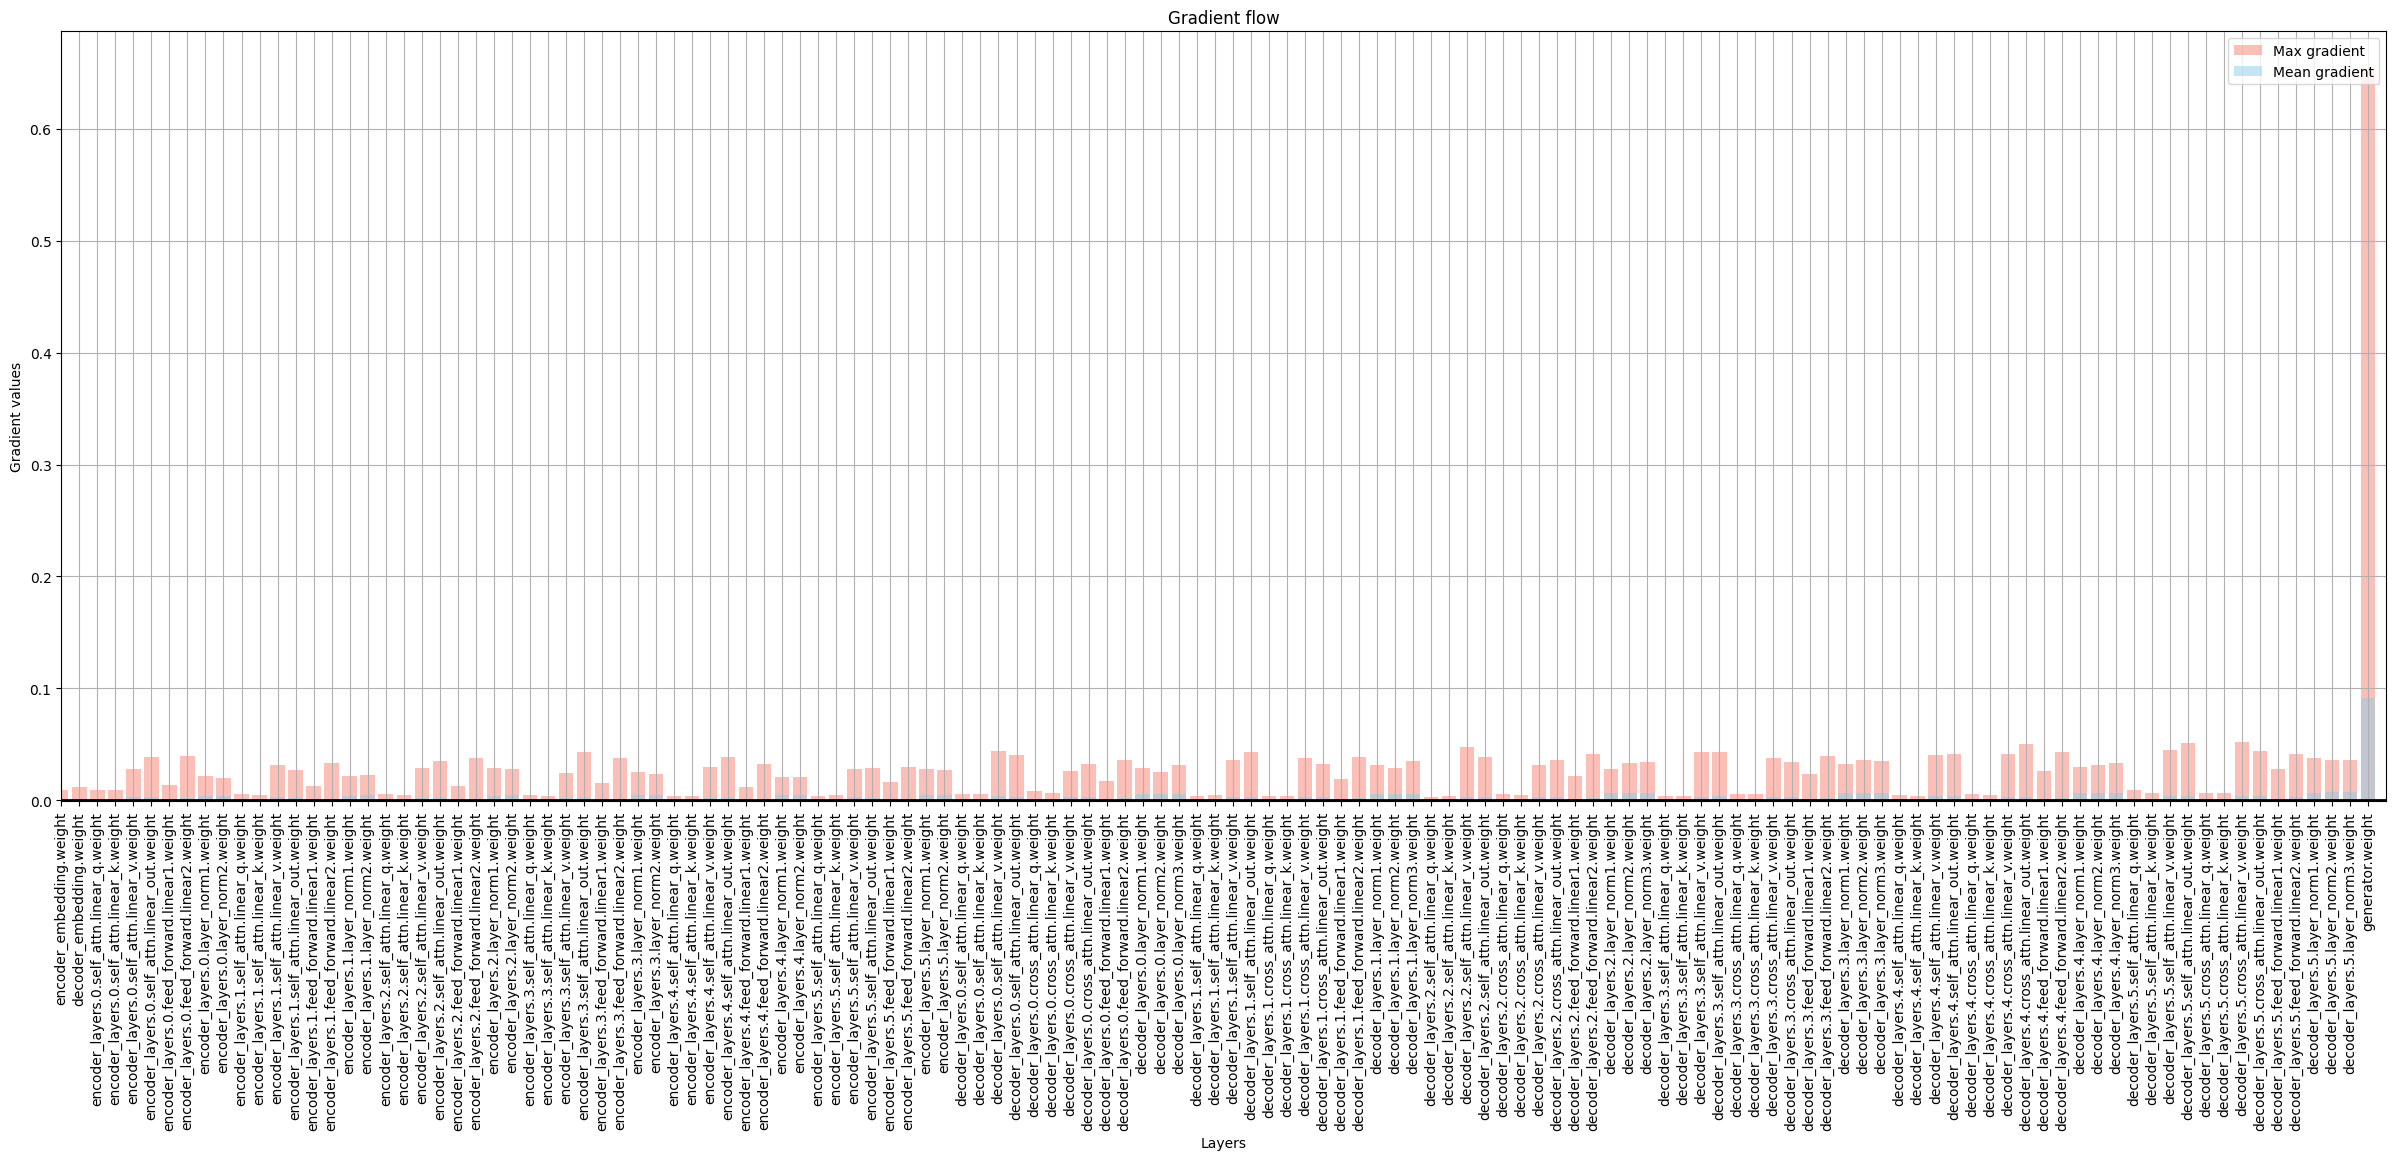 Gradient flow
Max gradient
Mean gradient
Gradient values
0.6
0.5
0.4
0.3
0.2
0.1
0.0
encoder_embedding.weight
decoder_embedding.weight
encoder_layers.0.self_attn.linear_q.weight
encoder_layers.0.self_attn.linear_k.weight
encoder_layers.0.self_attn.linear_v.weight
encoder_layers.0.self_attn.linear_out.weight
encoder_layers.0.feed_forward.linear1.weight
encoder_layers.0.feed_forward.linear2.weight
encoder_layers.0.layer_norm1.weight
encoder_layers.0.layer_norm2.weight
encoder_layers.1.self_attn.linear_q.weight
encoder_layers.1.self_attn.linear_k.weight
encoder_layers.1.self_attn.linear_v.weight
encoder_layers.1.self_attn.linear_out.weight
encoder_layers.1.feed_forward.linear1.weight
encoder_layers.1.feed_forward.linear2.weight
encoder_layers.1.layer_norm1.weight
encoder_layers.1.layer_norm2.weight
encoder_layers.2.self_attn.linear_q.weight
encoder_layers.2.self_attn.linear_k.weight
encoder_layers.2.self_attn.linear_v.weight
encoder_layers.2.self_attn.linear_out.weight
encoder_layers.2.feed_forward.linear1.weight
encoder_layers.2.feed_forward.linear2.weight
encoder_layers.2.layer_norm1.weight
encoder_layers.2.layer_norm2.weight
encoder_layers.3.self_attn.linear_q.weight
encoder_layers.3.self_attn.linear_k.weight
encoder_layers.3.self_attn.linear_v.weight
encoder_layers.3.self_attn.linear_out.weight
encoder_layers.3.feed_forward.linear1.weight
encoder_layers.3.feed_forward.linear2.weight
encoder_layers.3.layer_norm1.weight
encoder_layers.3.layer_norm2.weight
encoder_layers.4.self_attn.linear_q.weight
encoder_layers.4.self_attn.linear_k.weight
encoder_layers.4.self_attn.linear_v.weight
encoder_layers.4.self_attn.linear_out.weight
encoder_layers.4.feed_forward.linear1.weight
encoder_layers.4.feed_forward.linear2.weight
encoder_layers.4.layer_norm1.weight
encoder_layers.4.layer_norm2.weight
encoder_layers.5.self_attn.linear_q.weight
encoder_layers.5.self_attn.linear_k.weight
encoder_layers.5.self_attn.linear_v.weight
encoder_layers.5.self_attn.linear_out.weight
encoder_layers.5.feed_forward.linear1.weight
encoder_layers.5.feed_forward.linear2.weight
encoder_layers.5.layer_norm1.weight
encoder_layers.5.layer_norm2.weight
decoder_layers.0.self_attn.linear_q.weight
decoder_layers.0.self_attn.linear_k.weight
decoder_layers.0.self_attn.linear_v.weight
decoder_layers.0.self_attn.linear_out.weight
decoder_layers.0.cross_attn.linear_q.weight
decoder_layers.0.cross_attn.linear_k.weight
decoder_layers.0.cross_attn.linear_v.weight
decoder_layers.0.cross_attn.linear_out.weight
decoder_layers.0.feed_forward.linear1.weight
decoder_layers.0.feed_forward.linear2.weight
decoder_layers.0.layer_norm1.weight
decoder_layers.0.layer_norm2.weight
decoder_layers.0.layer_norm3.weight
decoder_layers.1.self_attn.linear_q.weight
decoder_layers.1.self_attn.linear_k.weight
decoder_layers.1.self_attn.linear_v.weight
decoder_layers.1.self_attn.linear_out.weight
decoder_layers.1.cross_attn.linear_q.weight
decoder_layers.1.cross_attn.linear_k.weight
decoder_layers.1.cross_attn.linear_v.weight
decoder_layers.1.cross_attn.linear_out.weight
decoder_layers.1.feed_forward.linear1.weight
decoder_layers.1.feed_forward.linear2.weight
decoder_layers.1.layer_norm1.weight
decoder_layers.1.layer_norm2.weight
decoder_layers.1.layer_norm3.weight
decoder_layers.2.self_attn.linear_q.weight
decoder_layers.2.self_attn.linear_k.weight
decoder_layers.2.self_attn.linear_v.weight
decoder_layers.2.self_attn.linear_out.weight
decoder_layers.2.cross_attn.linear_q.weight
decoder_layers.2.cross_attn.linear_k.weight
decoder_layers.2.cross_attn.linear_v.weight
decoder_layers.2.cross_attn.linear_out.weight
decoder_layers.2.feed_forward.linear1.weight
decoder_layers.2.feed_forward.linear2.weight
decoder_layers.2.layer_norm1.weight
decoder_layers.2.layer_norm2.weight
decoder_layers.2.layer_norm3.weight
decoder_layers.3.self_attn.linear_q.weight
decoder_layers.3.self_attn.linear_k.weight
decoder_layers.3.self_attn.linear_v.weight
decoder_layers.3.self_attn.linear_out.weight
decoder_layers.3.cross_attn.linear_q.weight
decoder_layers.3.cross_attn.linear_k.weight
decoder_layers.3.cross_attn.linear_v.weight
decoder_layers.3.cross_attn.linear_out.weight
decoder_layers.3.feed_forward.linear1.weight
decoder_layers.3.feed_forward.linear2.weight
decoder_layers.3.layer_norm1.weight
decoder_layers.3.layer_norm2.weight
decoder_layers.3.layer_norm3.weight
decoder_layers.4.self_attn.linear_q.weight
decoder_layers.4.self_attn.linear_k.weight
decoder_layers.4.self_attn.linear_v.weight
decoder_layers.4.self_attn.linear_out.weight
decoder_layers.4.cross_attn.linear_q.weight
decoder_layers.4.cross_attn.linear_k.weight
decoder_layers.4.cross_attn.linear_v.weight
decoder_layers.4.cross_attn.linear_out.weight
decoder_layers.4.feed_forward.linear1.weight
decoder_layers.4.feed_forward.linear2.weight
decoder_layers.4.layer_norm1.weight
decoder_layers.4.layer_norm2.weight
decoder_layers.4.layer_norm3.weight
decoder_layers.5.self_attn.linear_q.weight
decoder_layers.5.self_attn.linear_k.weight
decoder_layers.5.self_attn.linear_v.weight
decoder_layers.5.self_attn.linear_out.weight
decoder_layers.5.cross_attn.linear_q.weight
decoder_layers.5.cross_attn.linear_k.weight
decoder_layers.5.cross_attn.linear_v.weight
decoder_layers.5.cross_attn.linear_out.weight
decoder_layers.5.feed_forward.linear1.weight
decoder_layers.5.feed_forward.linear2.weight
decoder_layers.5.layer_norm1.weight
decoder_layers.5.layer_norm2.weight
decoder_layers.5.layer_norm3.weight
generator.weight
Layers